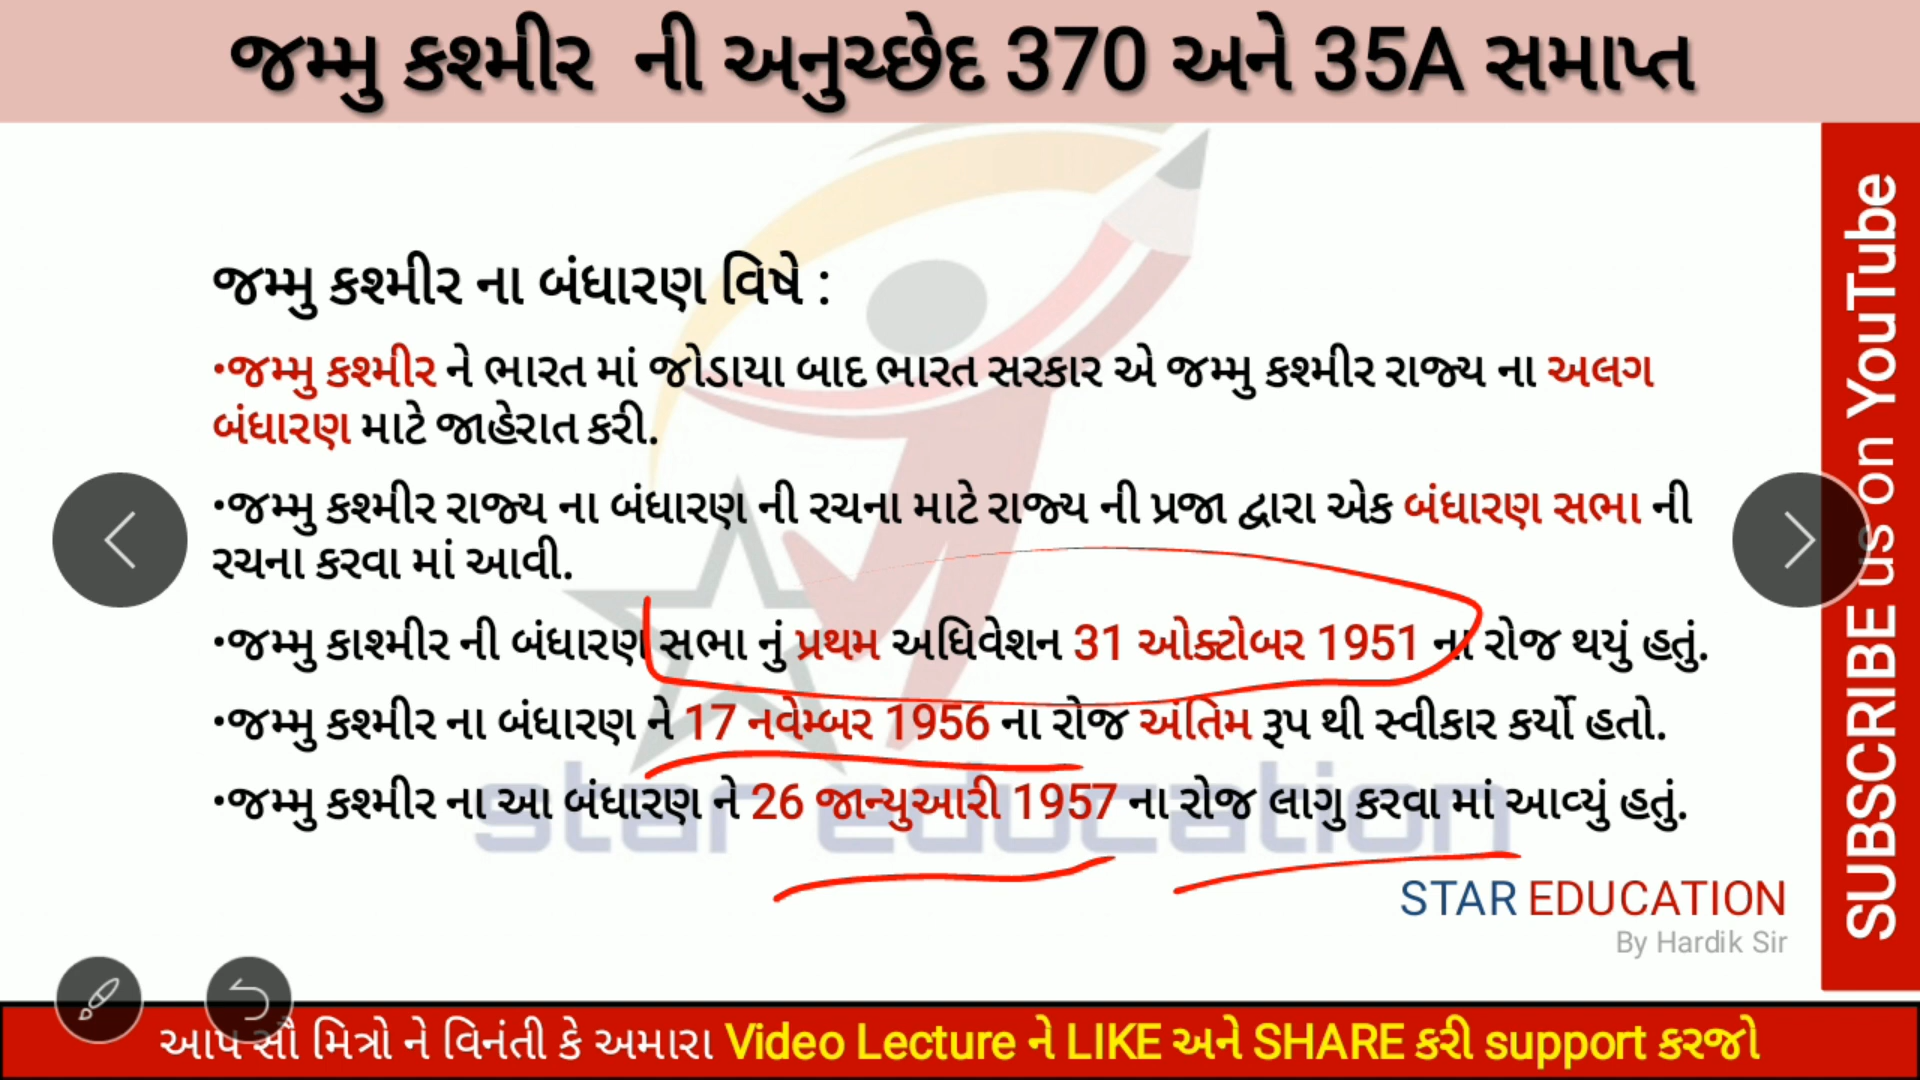 જમ્મુ કશ્મીર ની અનુચ્છેદ 370 અને 35A સમાપ્ત
જમ્મુ કશ્મીર ના બંધારણ વિષે :
•જમ્મુ કશ્મીર ને ભારત માં જોડાયા બાદ ભારત સરકાર એ જમ્મુ કશ્મીર રાજ્ય ના અલગ
બંધારણ માટે જાહેરાત કરી.
•જમ્મુ કશ્મીર રાજ્ય ના બંધારણ ની રચના માટે રાજ્ય ની પ્રજા દ્વારા એક બંધારણ સભા ની
રચના કરવા માં આવી.
•જમ્મુ કાશ્મીર ની બંધારણ સભા નું પ્રથમ અધિવેશન 31 ઓક્ટોબર 1951 ના રોજ થયું હતું.
•જમ્મુ કશ્મીર ના બંધારણ ને 17 નવેમ્બર 1956 ના રોજ અંતિમ રૂપ થી સ્વીકાર કર્યો હતો.
•જમ્મુ કશ્મીર ના આ બંધારણ ને 26 જાન્યુઆરી 1957 ના રોજ લાગુ કરવા માં આવ્યું હતું.
star education
STAR EDUCATION
By Hardik Sir
SUBSCRIBE us on YouTube
આપ સૌ મિત્રો ને વિનંતી કે અમારા Video Lecture ને LIKE અને SHARE કરી support કરજો